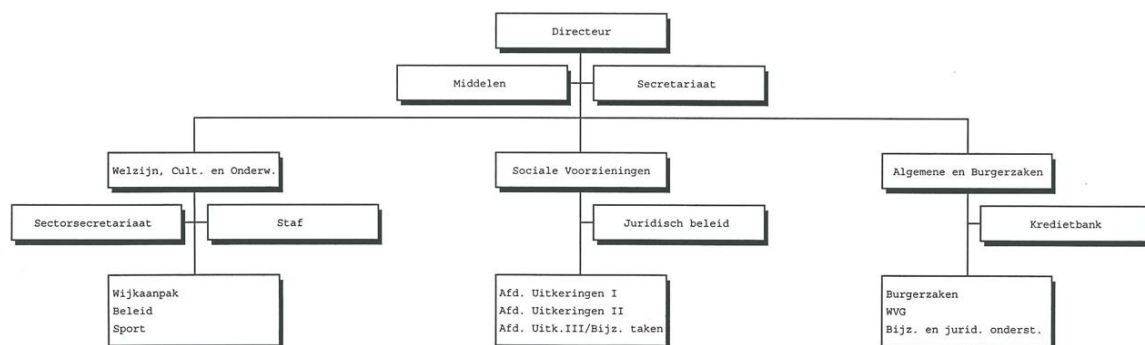 Directeur
Middelen
Secretariaat
Welzijn, Cult. en Onderw.
Sociale Voorzieningen
Algemene en Burgerzaken
Sectorsecretariaat
Staf
Juridisch beleid
Kredietbank
Wijkaanpak
Beleid
Sport
Afd. Uitkeringen I
Afd. Uitkeringen II
Afd. Uitk.III/Bijz. taken
Burgerzaken
WVG
Bijz. en jurid. onderst.